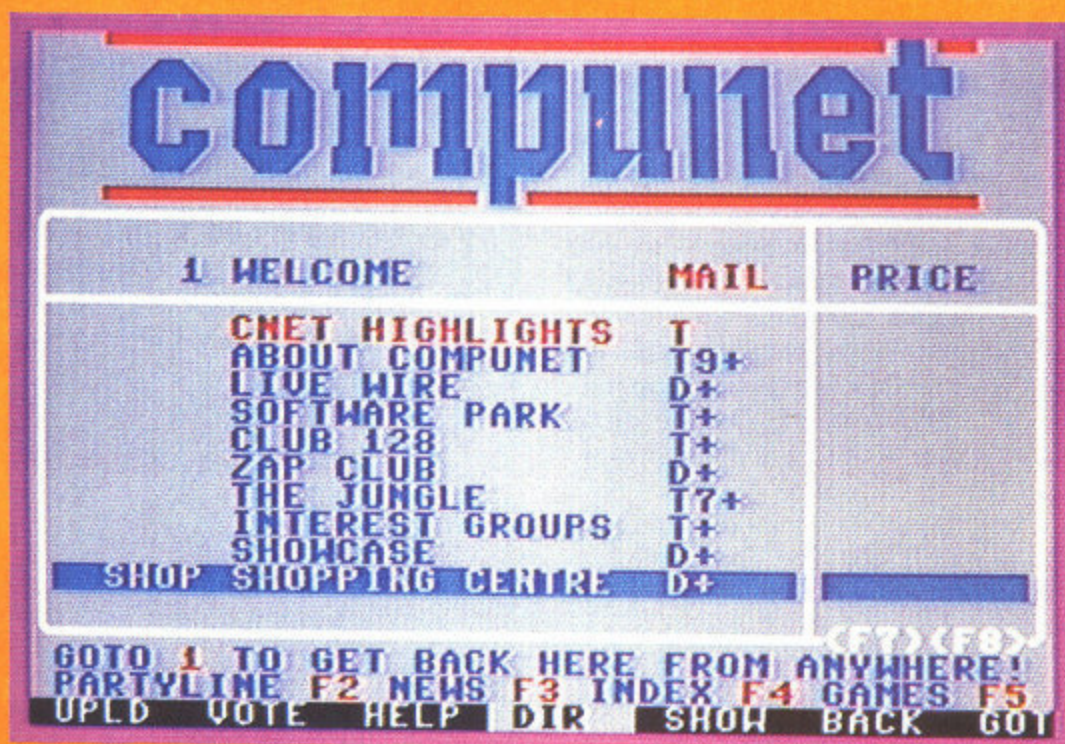 compunet
1 WELCOME MAIL PRICE
CNET HIGHLIGHTS T
ABOUT COMPUNET T9+
LIVE WIRE D+
SOFTWARE PARK T+
CLUB 128 T+
ZAP CLUB D+
THE JUNGLE T7+
INTEREST GROUPS T+
SHOWCASE D+
SHOP SHOPPING CENTRE D+
<F7><F8>
GOTO 1 TO GET BACK HERE FROM ANYWHERE!
PARTYLINE F2 NEWS F3 INDEX F4 GAMES F5
UPLD VOTE HELP DIR SHOW BACK GOT